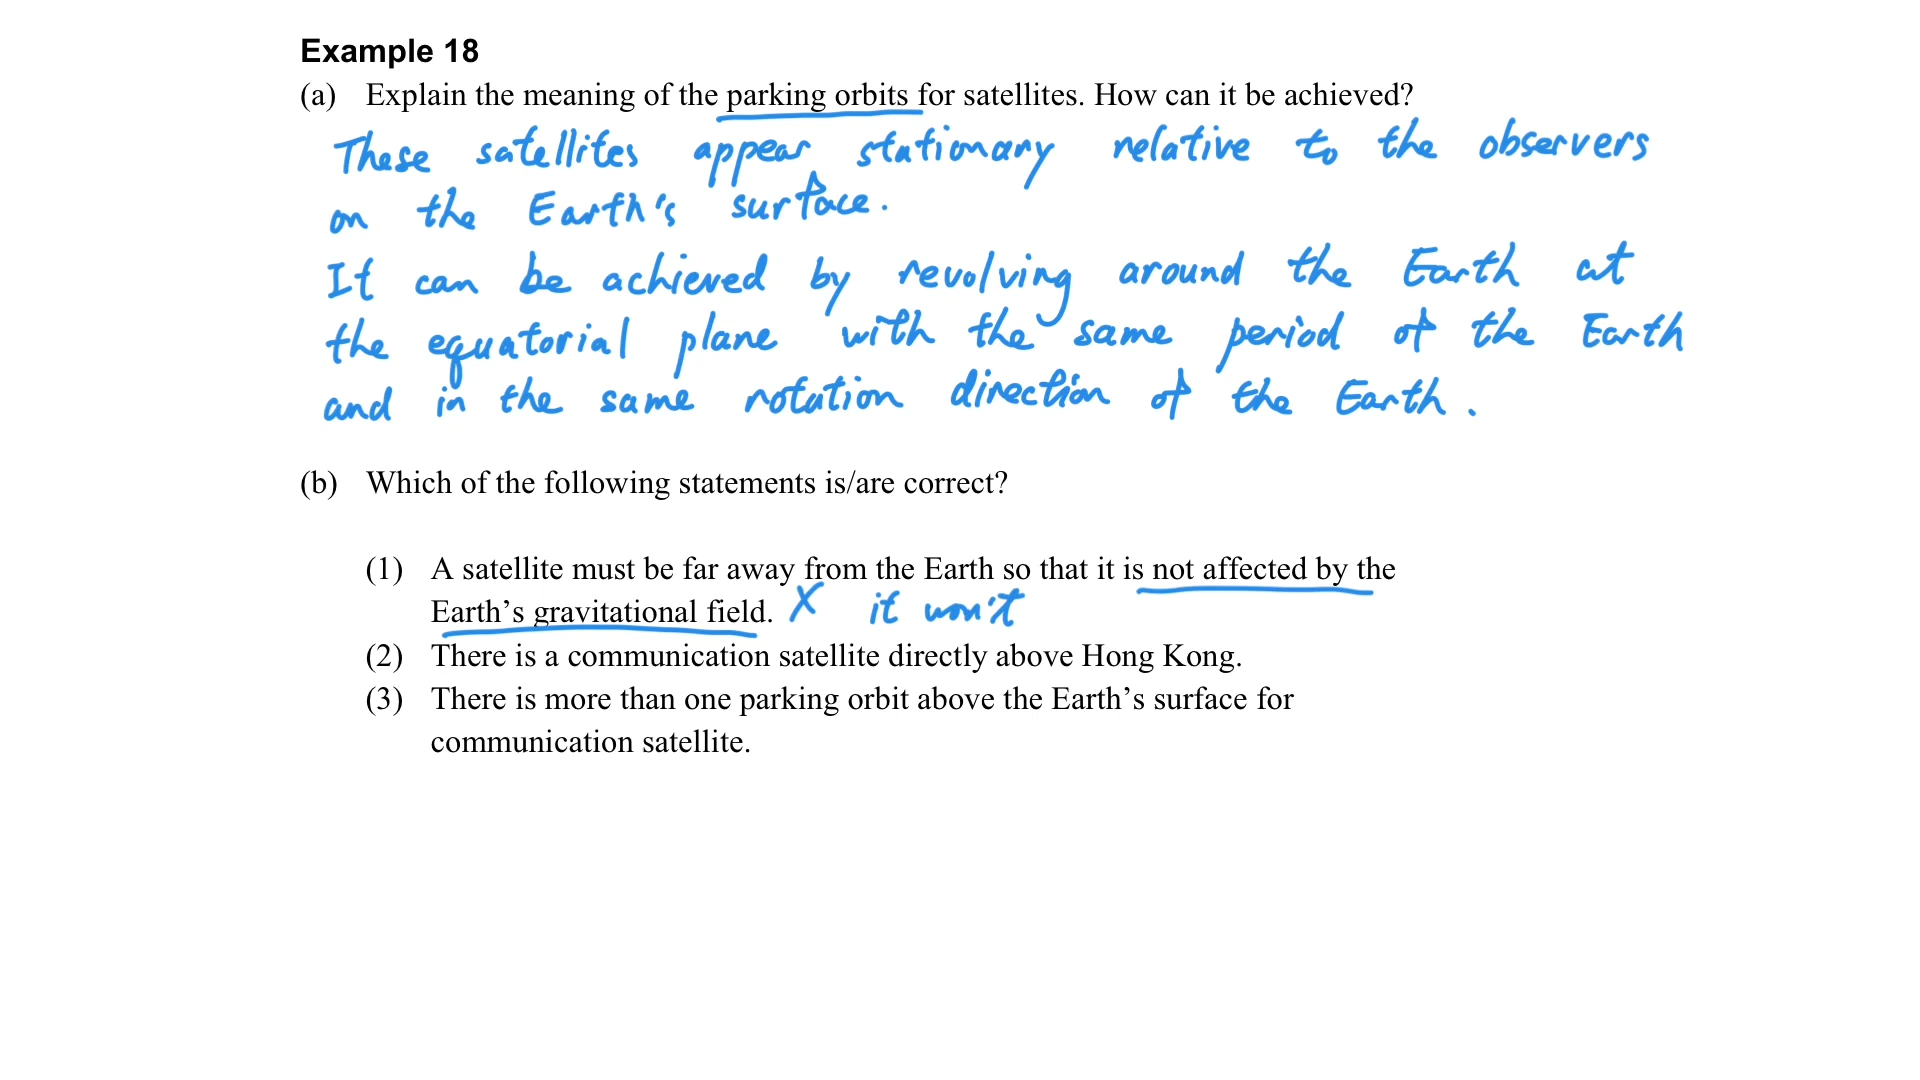 Example 18
(a) Explain the meaning of the parking orbits for satellites. How can it be achieved?
These satellites appear stationary relative to the observers
on the Earth's surface.
It can be achieved by revolving around the Earth at
the equatorial plane with the same period of the Earth
and in the same rotation direction of the Earth.
(b) Which of the following statements is/are correct?
(1) A satellite must be far away from the Earth so that it is not affected by the
Earth's gravitational field. X it won't
(2) There is a communication satellite directly above Hong Kong.
(3) There is more than one parking orbit above the Earth's surface for
communication satellite.